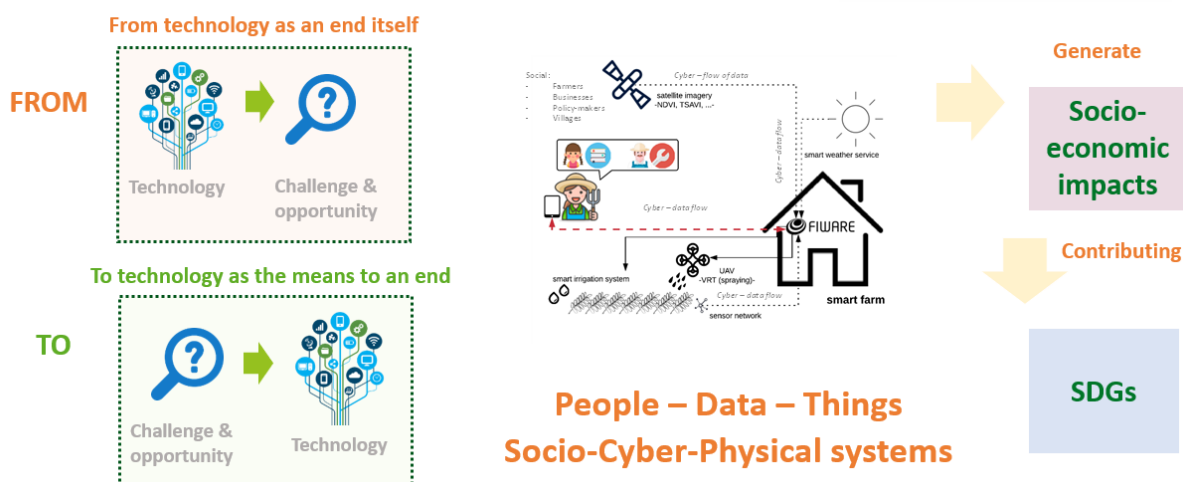 From technology as an end itself
FROM
Technology
Challenge &
opportunity
To technology as the means to an end
TO
Challenge &
opportunity
Technology
Social:
- Farmers
- Businesses
- Policy-makers
- Villages
Cyber – flow of data
satellite imagery
-NDVI, TSAVI, ...-
Cyber – data flow
smart weather service
Cyber – data flow
FIWARE
smart irrigation system
UAV
-VRT (spraying)-
Cyber – data flow
sensor network
smart farm
People – Data – Things
Socio-Cyber-Physical systems
Generate
Socio-
economic
impacts
Contributing
SDGs